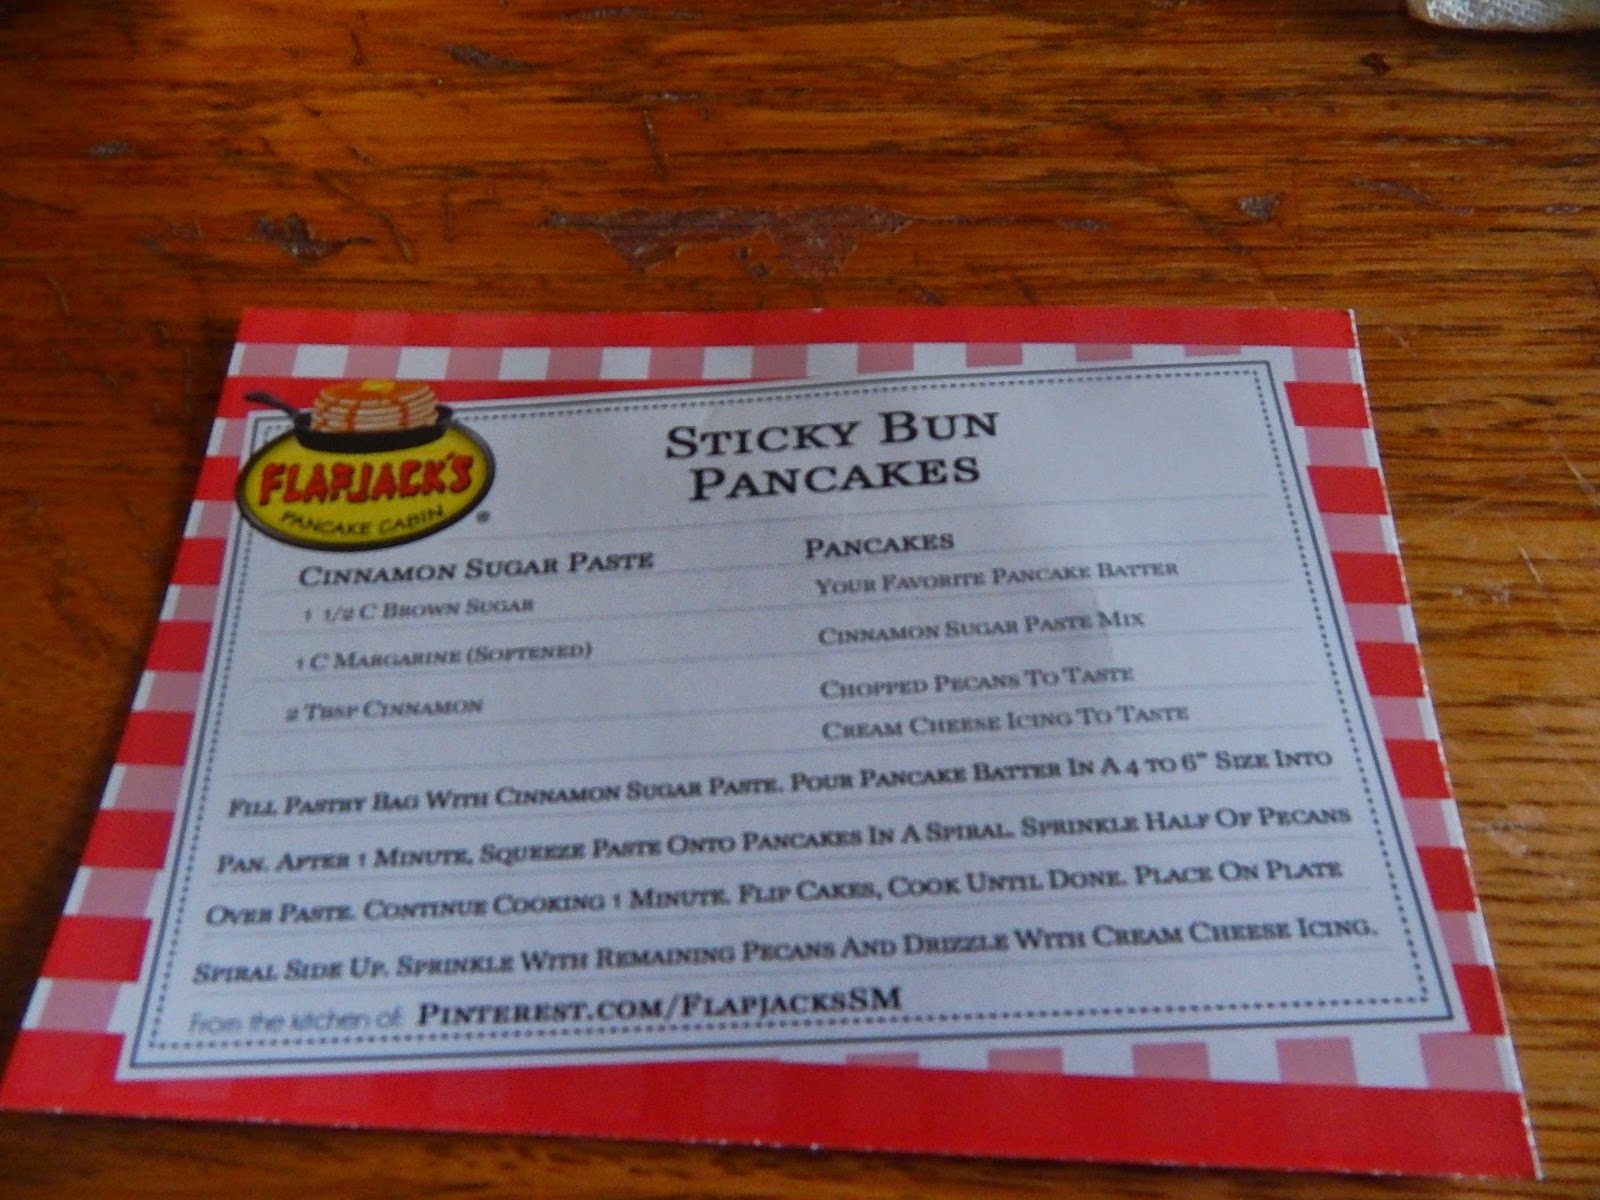 FLAPJACK'S
PANCAKE CABIN
®
STICKY BUN
PANCAKES
CINNAMON SUGAR PASTE
1 1/2 C BROWN SUGAR
1 C MARGARINE (SOFTENED)
2 TBSP CINNAMON
PANCAKES
YOUR FAVORITE PANCAKE BATTER
CINNAMON SUGAR PASTE MIX
CHOPPED PECANS TO TASTE
CREAM CHEESE ICING TO TASTE
FILL PASTRY BAG WITH CINNAMON SUGAR PASTE. POUR PANCAKE BATTER IN A 4 TO 6" SIZE INTO
PAN. AFTER 1 MINUTE, SQUEEZE PASTE ONTO PANCAKES IN A SPIRAL. SPRINKLE HALF OF PECANS
OVER PASTE. CONTINUE COOKING 1 MINUTE. FLIP CAKES, COOK UNTIL DONE. PLACE ON PLATE
SPIRAL SIDE UP. SPRINKLE WITH REMAINING PECANS AND DRIZZLE WITH CREAM CHEESE ICING.
From the kitchen of: PINTEREST.COM/FLAPJACKSSM